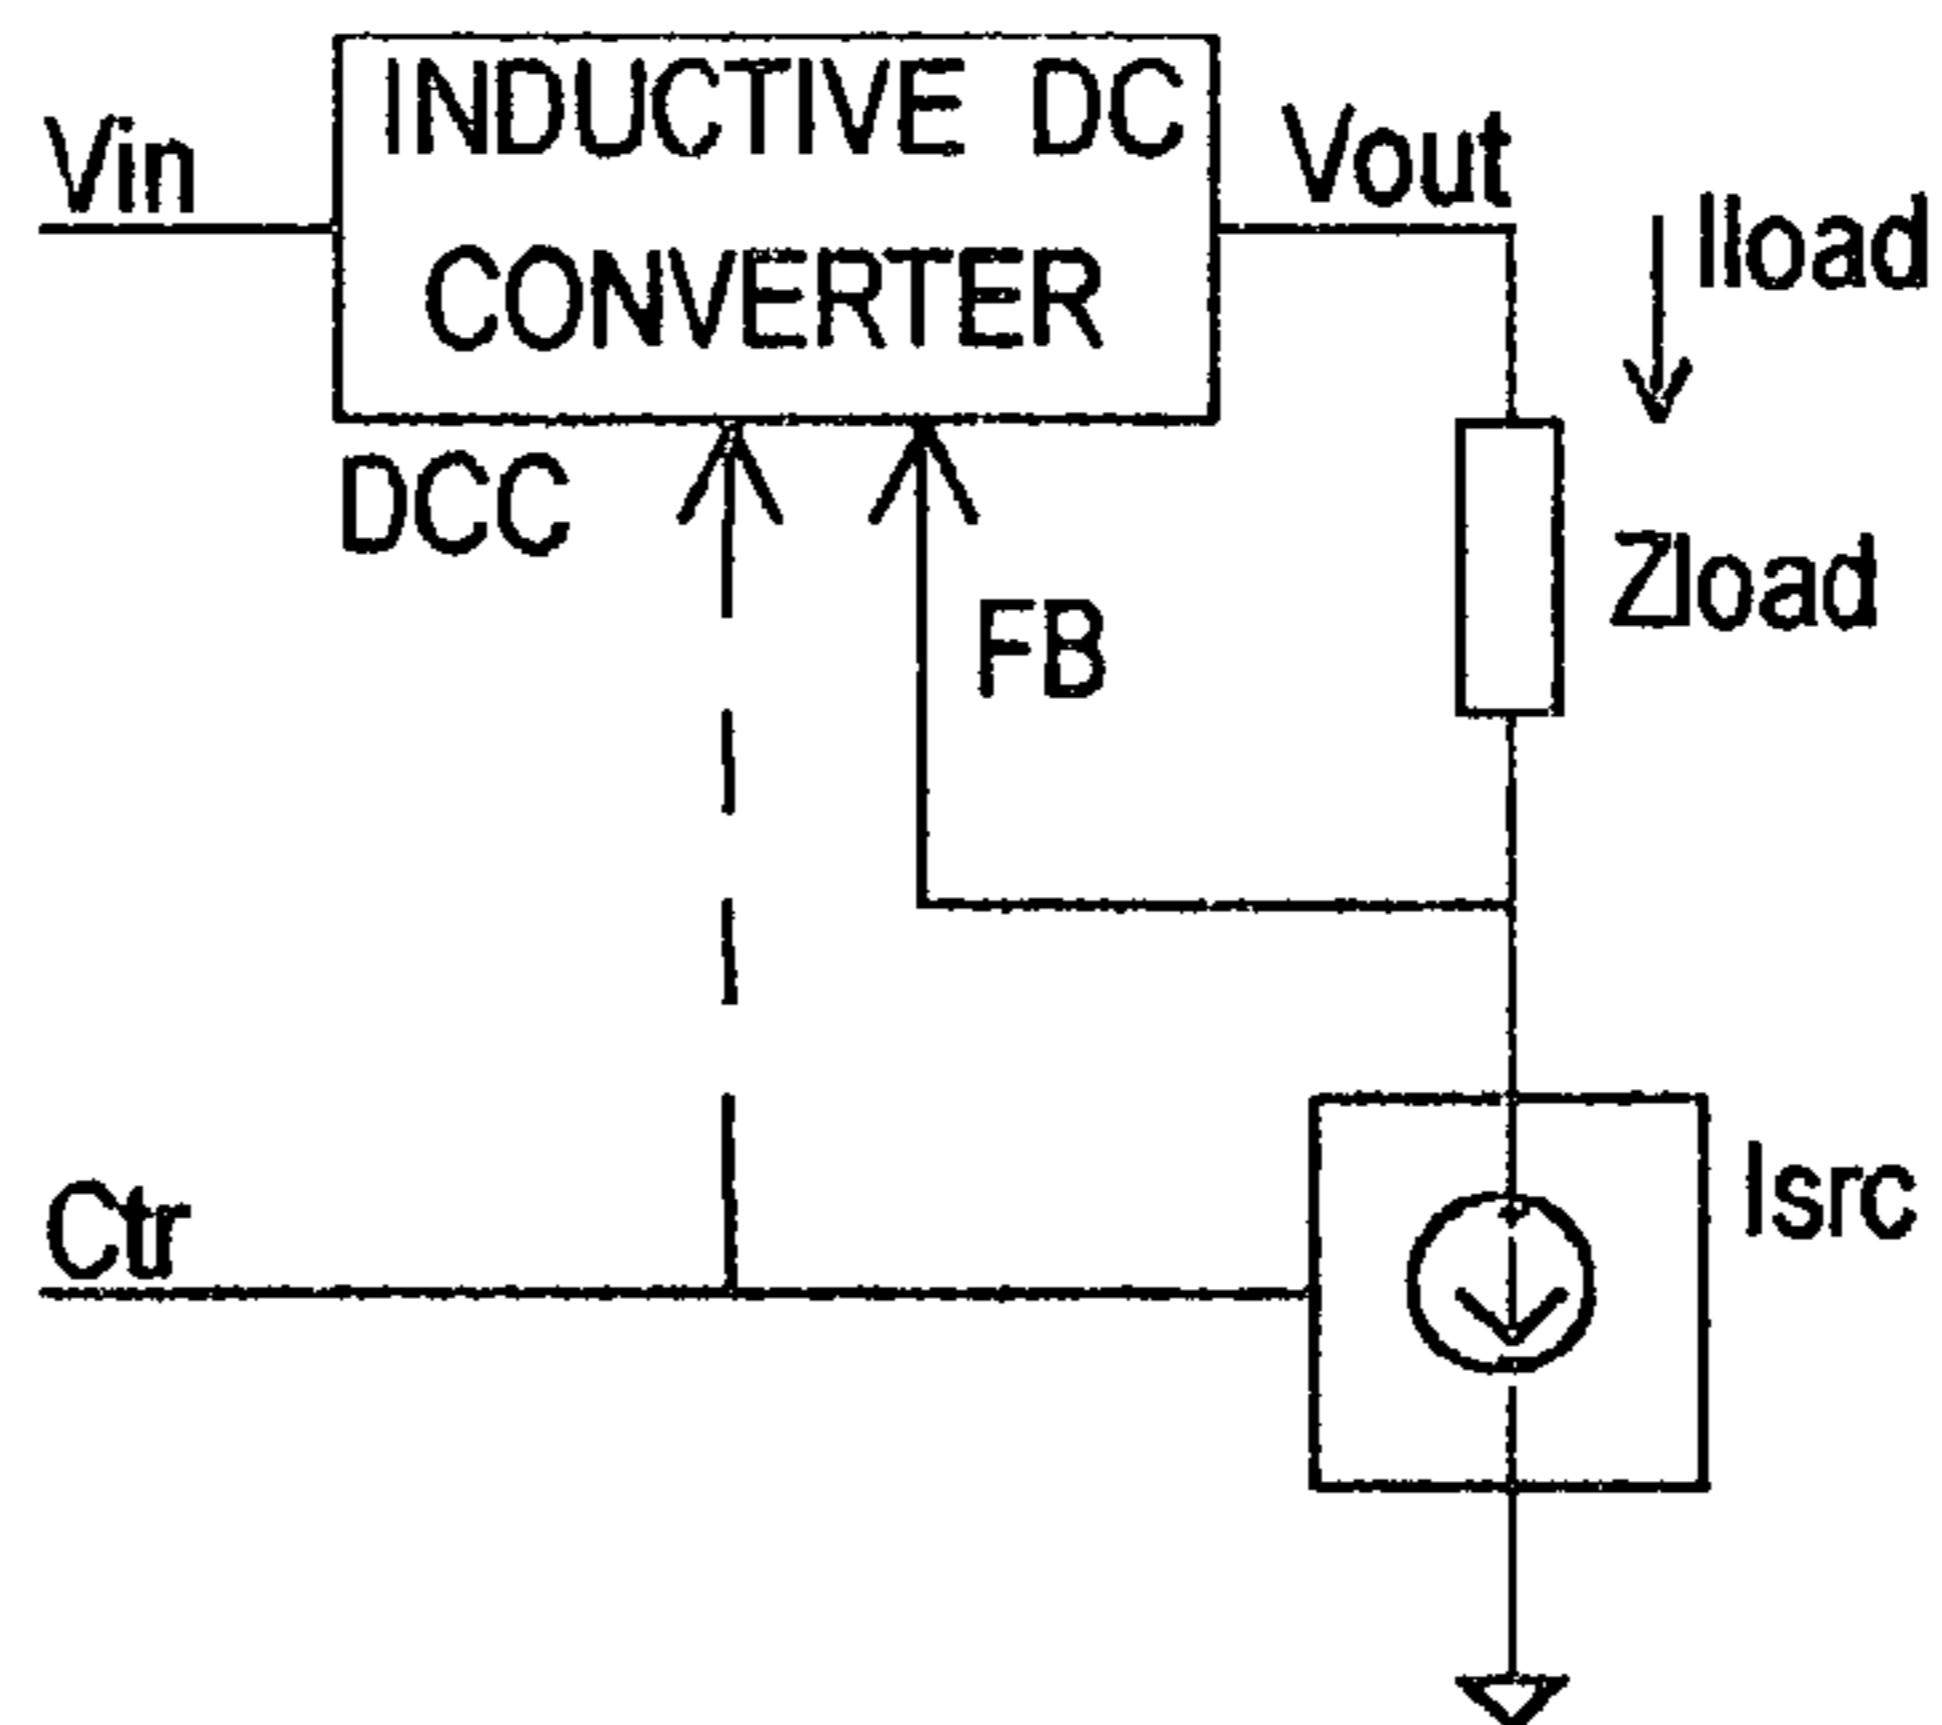 Vin
INDUCTIVE DC
CONVERTER
Vout
Iload
DCC
FB
Zload
Ctr
Isrc